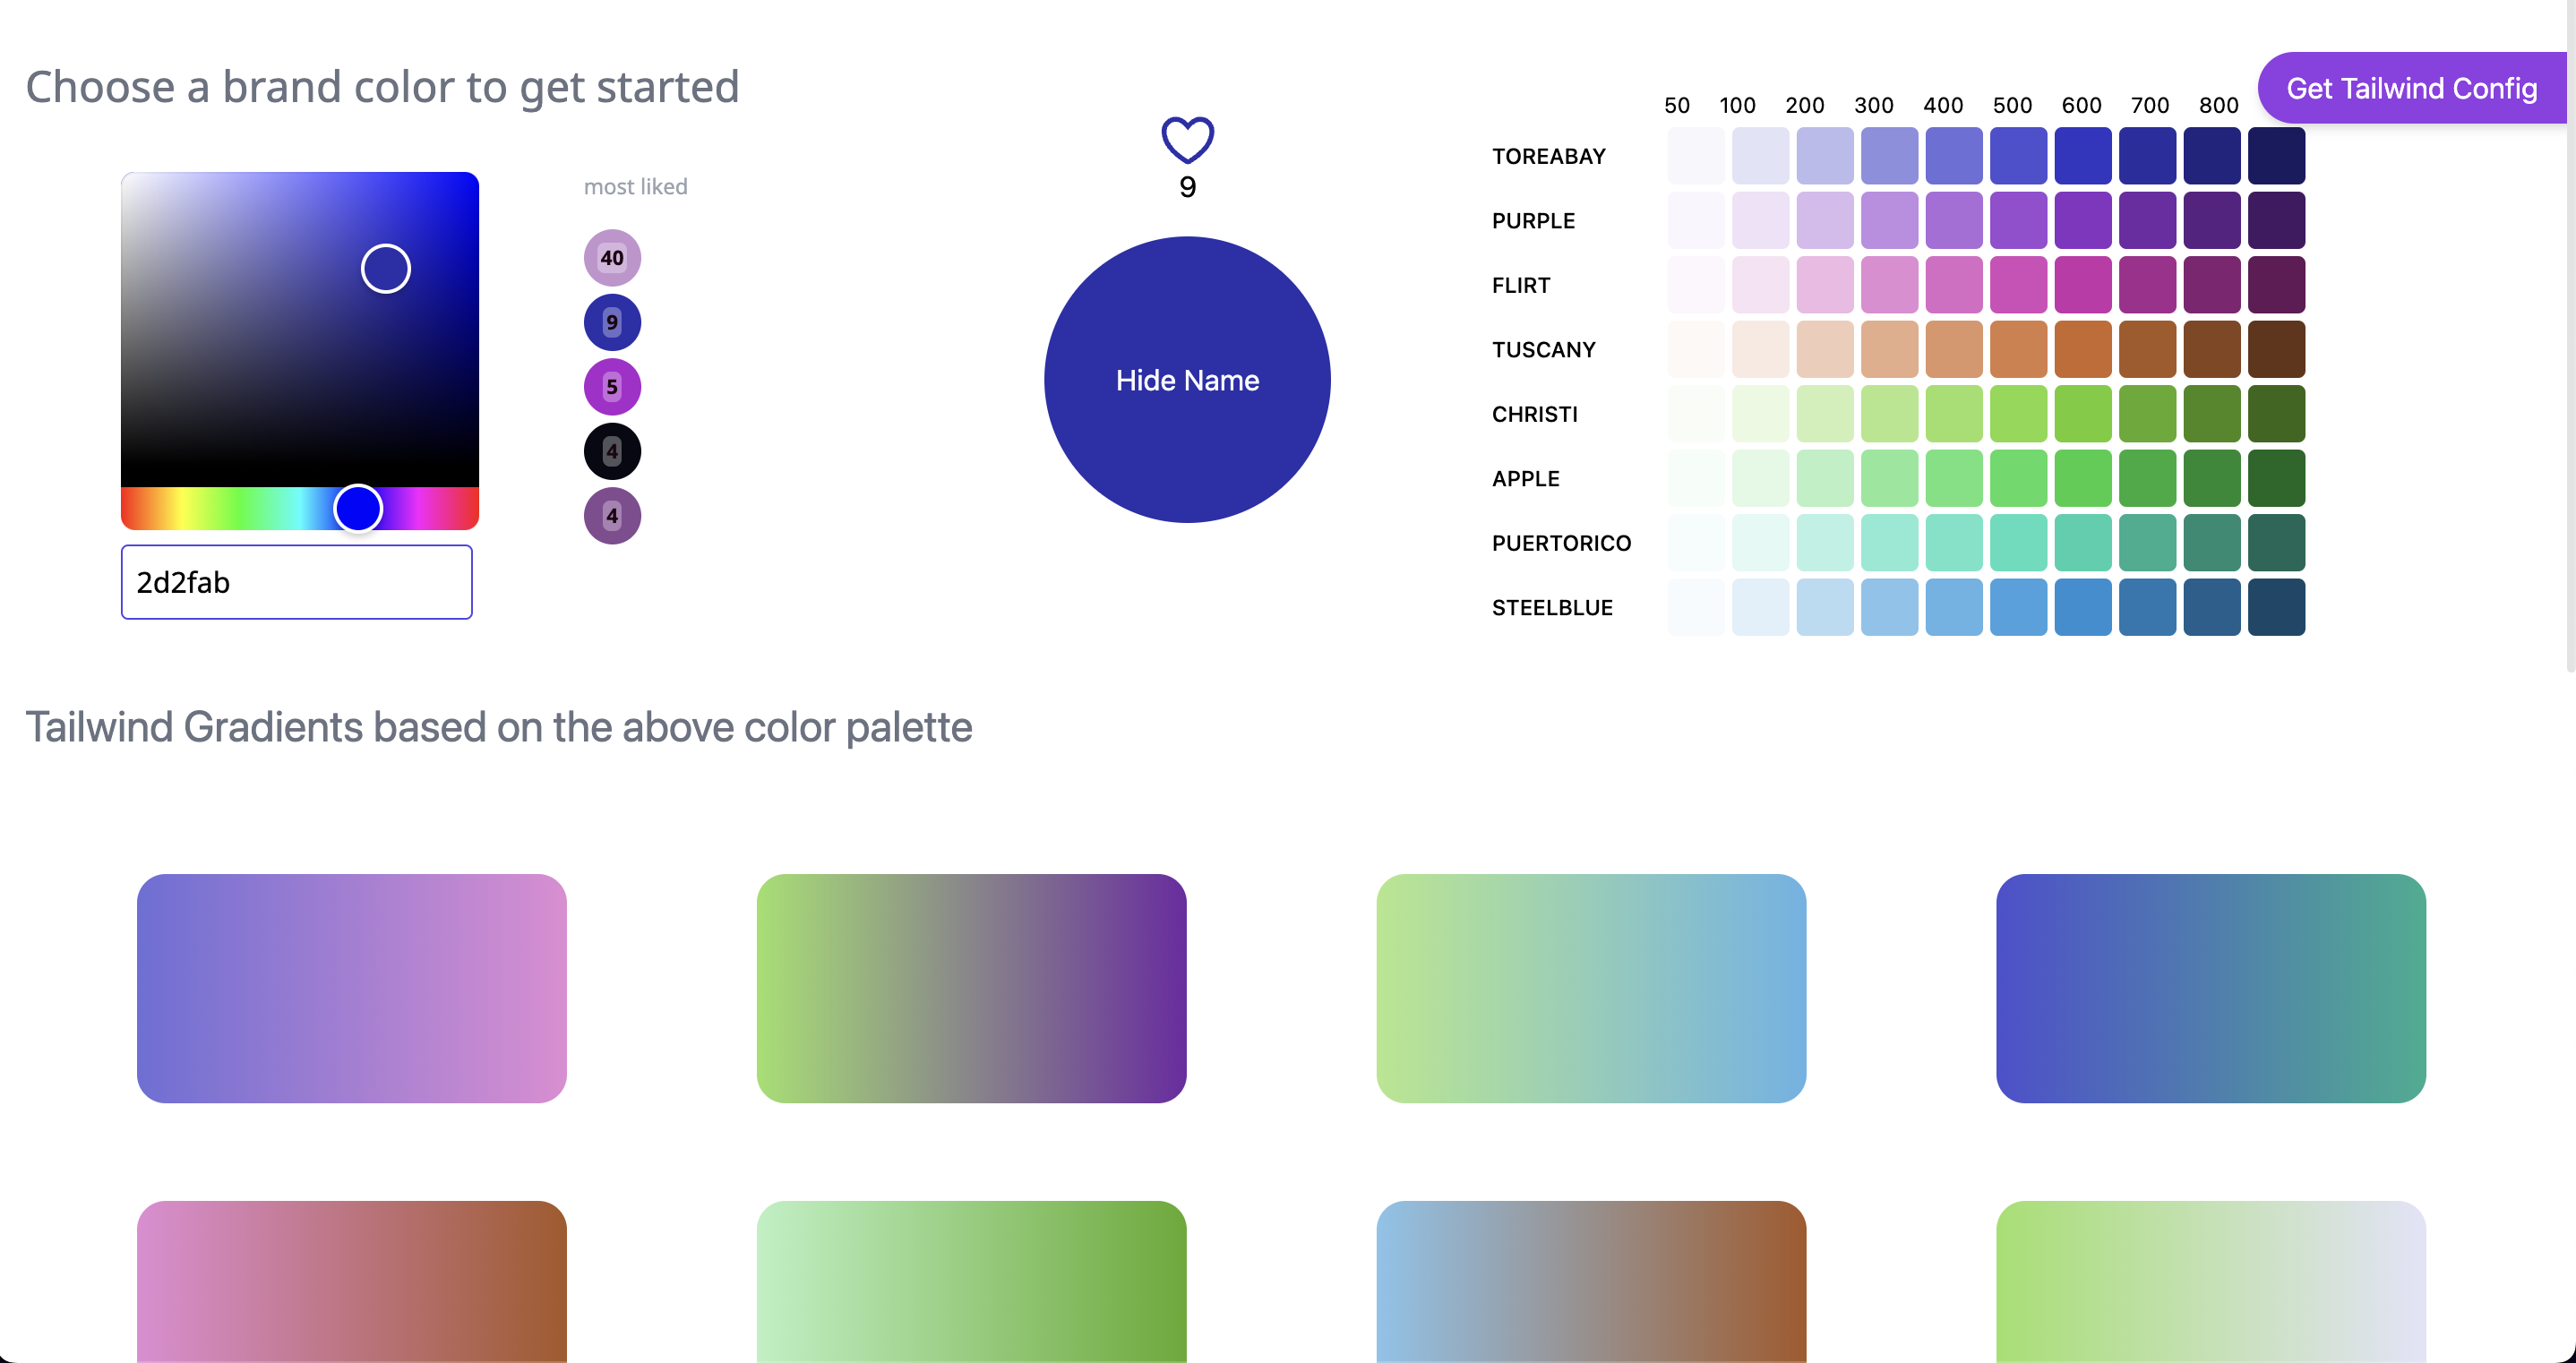 Choose a brand color to get started
Get Tailwind Config
most liked
40
9
5
4
4
2d2fab
9
Hide Name
50 100 200 300 400 500 600 700 800
TOREABAY
PURPLE
FLIRT
TUSCANY
CHRISTI
APPLE
PUERTORICO
STEELBLUE
Tailwind Gradients based on the above color palette